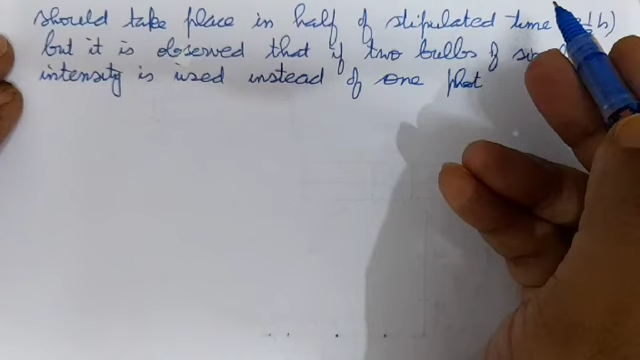 should take place in half of stipulated time
but it is observed that if two bulbs of
intensity is used instead of one